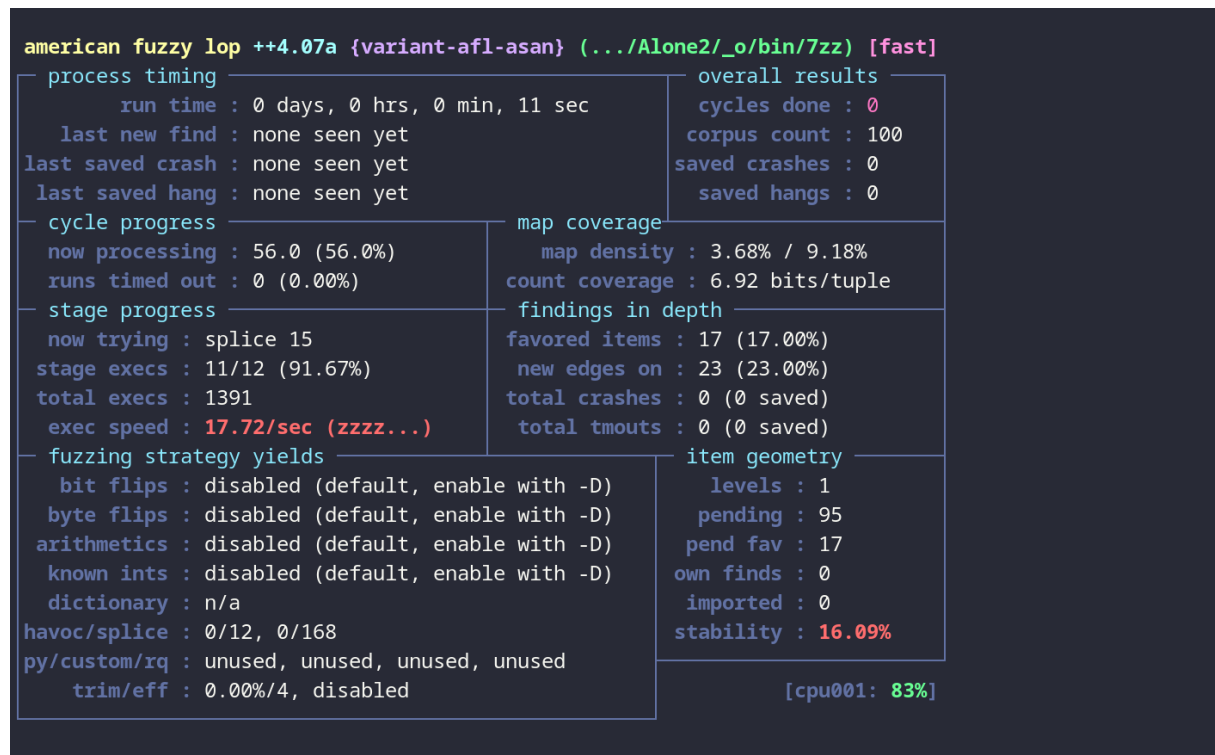 american fuzzy lop ++4.07a {variant-afl-asan} (.../Alone2/_o/bin/7zz) [fast]
process timing
run time : 0 days, 0 hrs, 0 min, 11 sec
last new find : none seen yet
last saved crash : none seen yet
last saved hang : none seen yet
overall results
cycles done : 0
corpus count : 100
saved crashes : 0
saved hangs : 0
cycle progress
now processing : 56.0 (56.0%)
runs timed out : 0 (0.00%)
map coverage
map density : 3.68% / 9.18%
count coverage : 6.92 bits/tuple
stage progress
now trying : splice 15
stage execs : 11/12 (91.67%)
total execs : 1391
exec speed : 17.72/sec (zzzz...)
findings in depth
favored items : 17 (17.00%)
new edges on : 23 (23.00%)
total crashes : 0 (0 saved)
total tmouts : 0 (0 saved)
fuzzing strategy yields
bit flips : disabled (default, enable with -D)
byte flips : disabled (default, enable with -D)
arithmetics : disabled (default, enable with -D)
known ints : disabled (default, enable with -D)
dictionary : n/a
havoc/splice : 0/12, 0/168
py/custom/rq : unused, unused, unused, unused
trim/eff : 0.00%/4, disabled
item geometry
levels : 1
pending : 95
pend fav : 17
own finds : 0
imported : 0
stability : 16.09%
[cpu001: 83%]